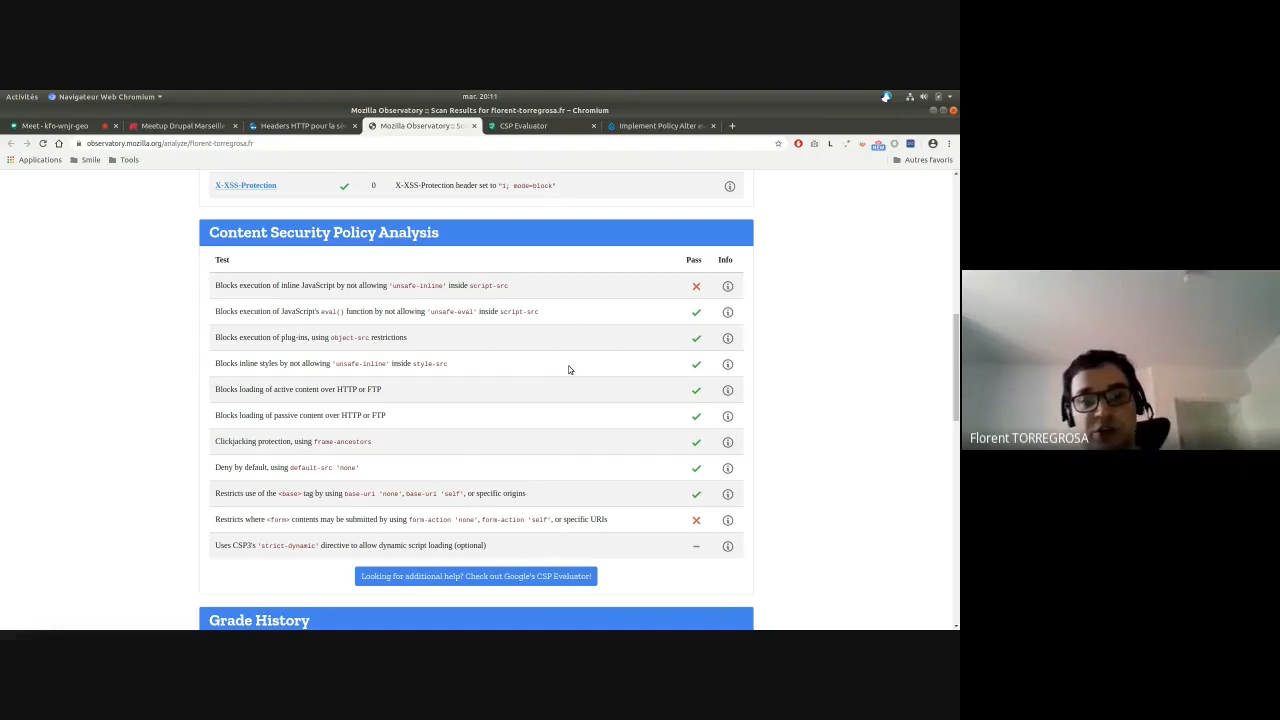 Activités Navigateur Web Chromium mar. 20:11
Mozilla Observatory :: Scan Results for florent-torregrosa.fr – Chromium
Meet - kfo-wnjr-geo Meetup Drupal Marseill Headers HTTP pour la sé Mozilla Observatory :: Sc CSP Evaluator Implement Policy Alter e
observatory.mozilla.org/analyze/florent-torregrosa.fr
Applications Smile Tools Autres favoris
X-XSS-Protection 0 X-XSS-Protection header set to "1; mode=block"
Content Security Policy Analysis
Test Pass Info
Blocks execution of inline JavaScript by not allowing 'unsafe-inline' inside script-src
Blocks execution of JavaScript's eval() function by not allowing 'unsafe-eval' inside script-src
Blocks execution of plug-ins, using object-src restrictions
Blocks inline styles by not allowing 'unsafe-inline' inside style-src
Blocks loading of active content over HTTP or FTP
Blocks loading of passive content over HTTP or FTP
Clickjacking protection, using frame-ancestors
Deny by default, using default-src 'none'
Restricts use of the <base> tag by using base-uri 'none', base-uri 'self', or specific origins
Restricts where <form> contents may be submitted by using form-action 'none', form-action 'self', or specific URIs
Uses CSP3's 'strict-dynamic' directive to allow dynamic script loading (optional)
Looking for additional help? Check out Google's CSP Evaluator!
Grade History
Florent TORREGROSA